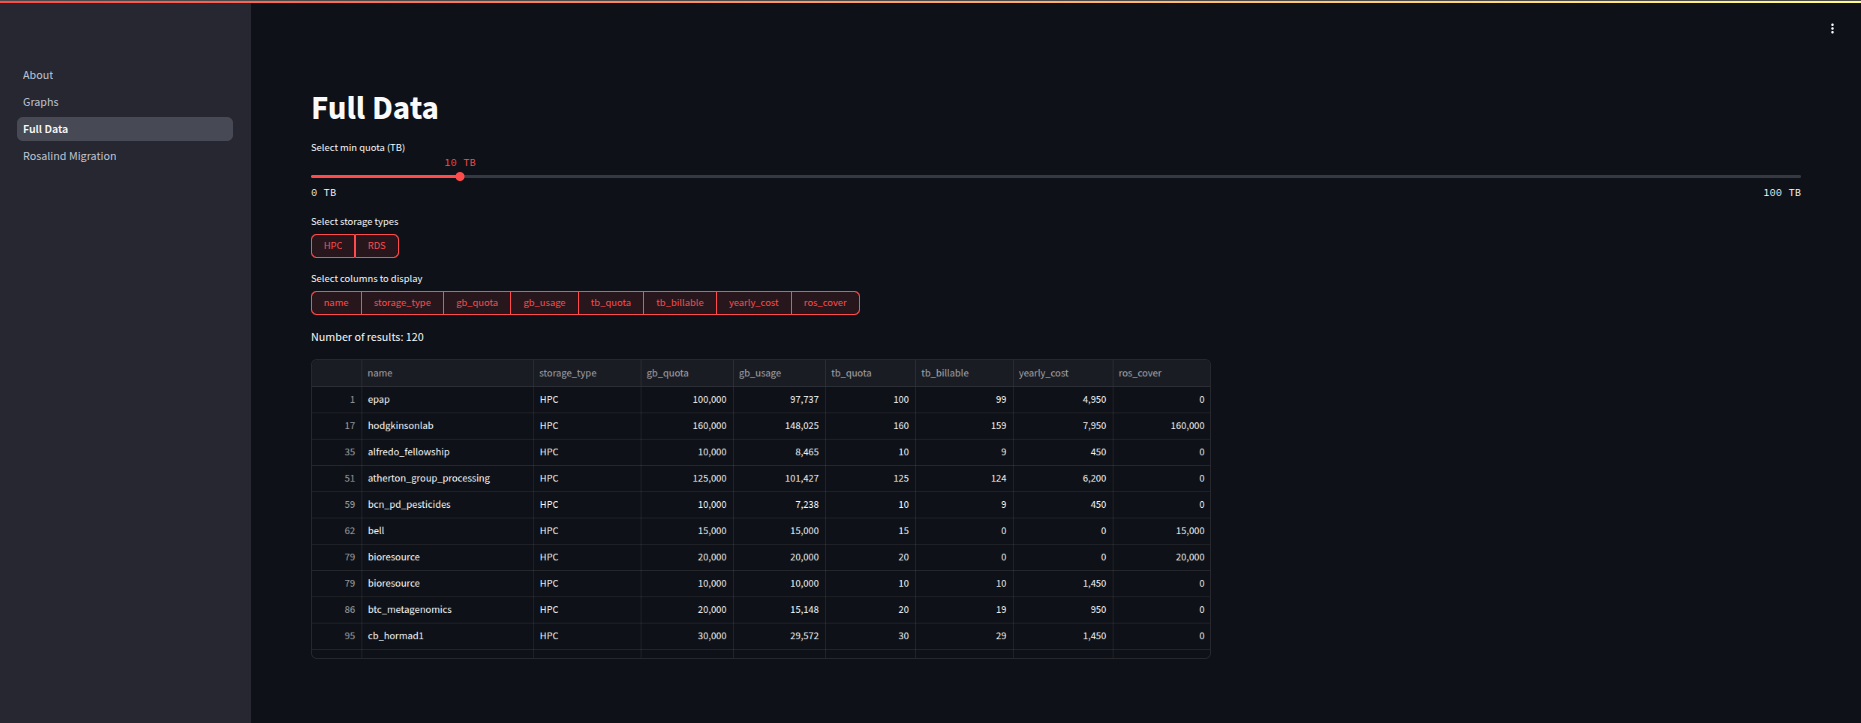 About
Graphs
Full Data
Rosalind Migration
Full Data
Select min quota (TB)
10 TB
0 TB 100 TB
Select storage types
HPC RDS
Select columns to display
name storage_type gb_quota gb_usage tb_quota tb_billable yearly_cost ros_cover
Number of results: 120
name storage_type gb_quota gb_usage tb_quota tb_billable yearly_cost ros_cover
1 epap HPC 100,000 97,737 100 99 4,950 0
17 hodgkinsonlab HPC 160,000 148,025 160 159 7,950 160,000
35 alfredo_fellowship HPC 10,000 8,465 10 9 450 0
51 atherton_group_processing HPC 125,000 101,427 125 124 6,200 0
59 bcn_pd_pesticides HPC 10,000 7,238 10 9 450 0
62 bell HPC 15,000 15,000 15 0 0 15,000
79 bioresource HPC 20,000 20,000 20 0 0 20,000
79 bioresource HPC 10,000 10,000 10 10 1,450 0
86 btc_metagenomics HPC 20,000 15,148 20 19 950 0
95 cb_hormad1 HPC 30,000 29,572 30 29 1,450 0